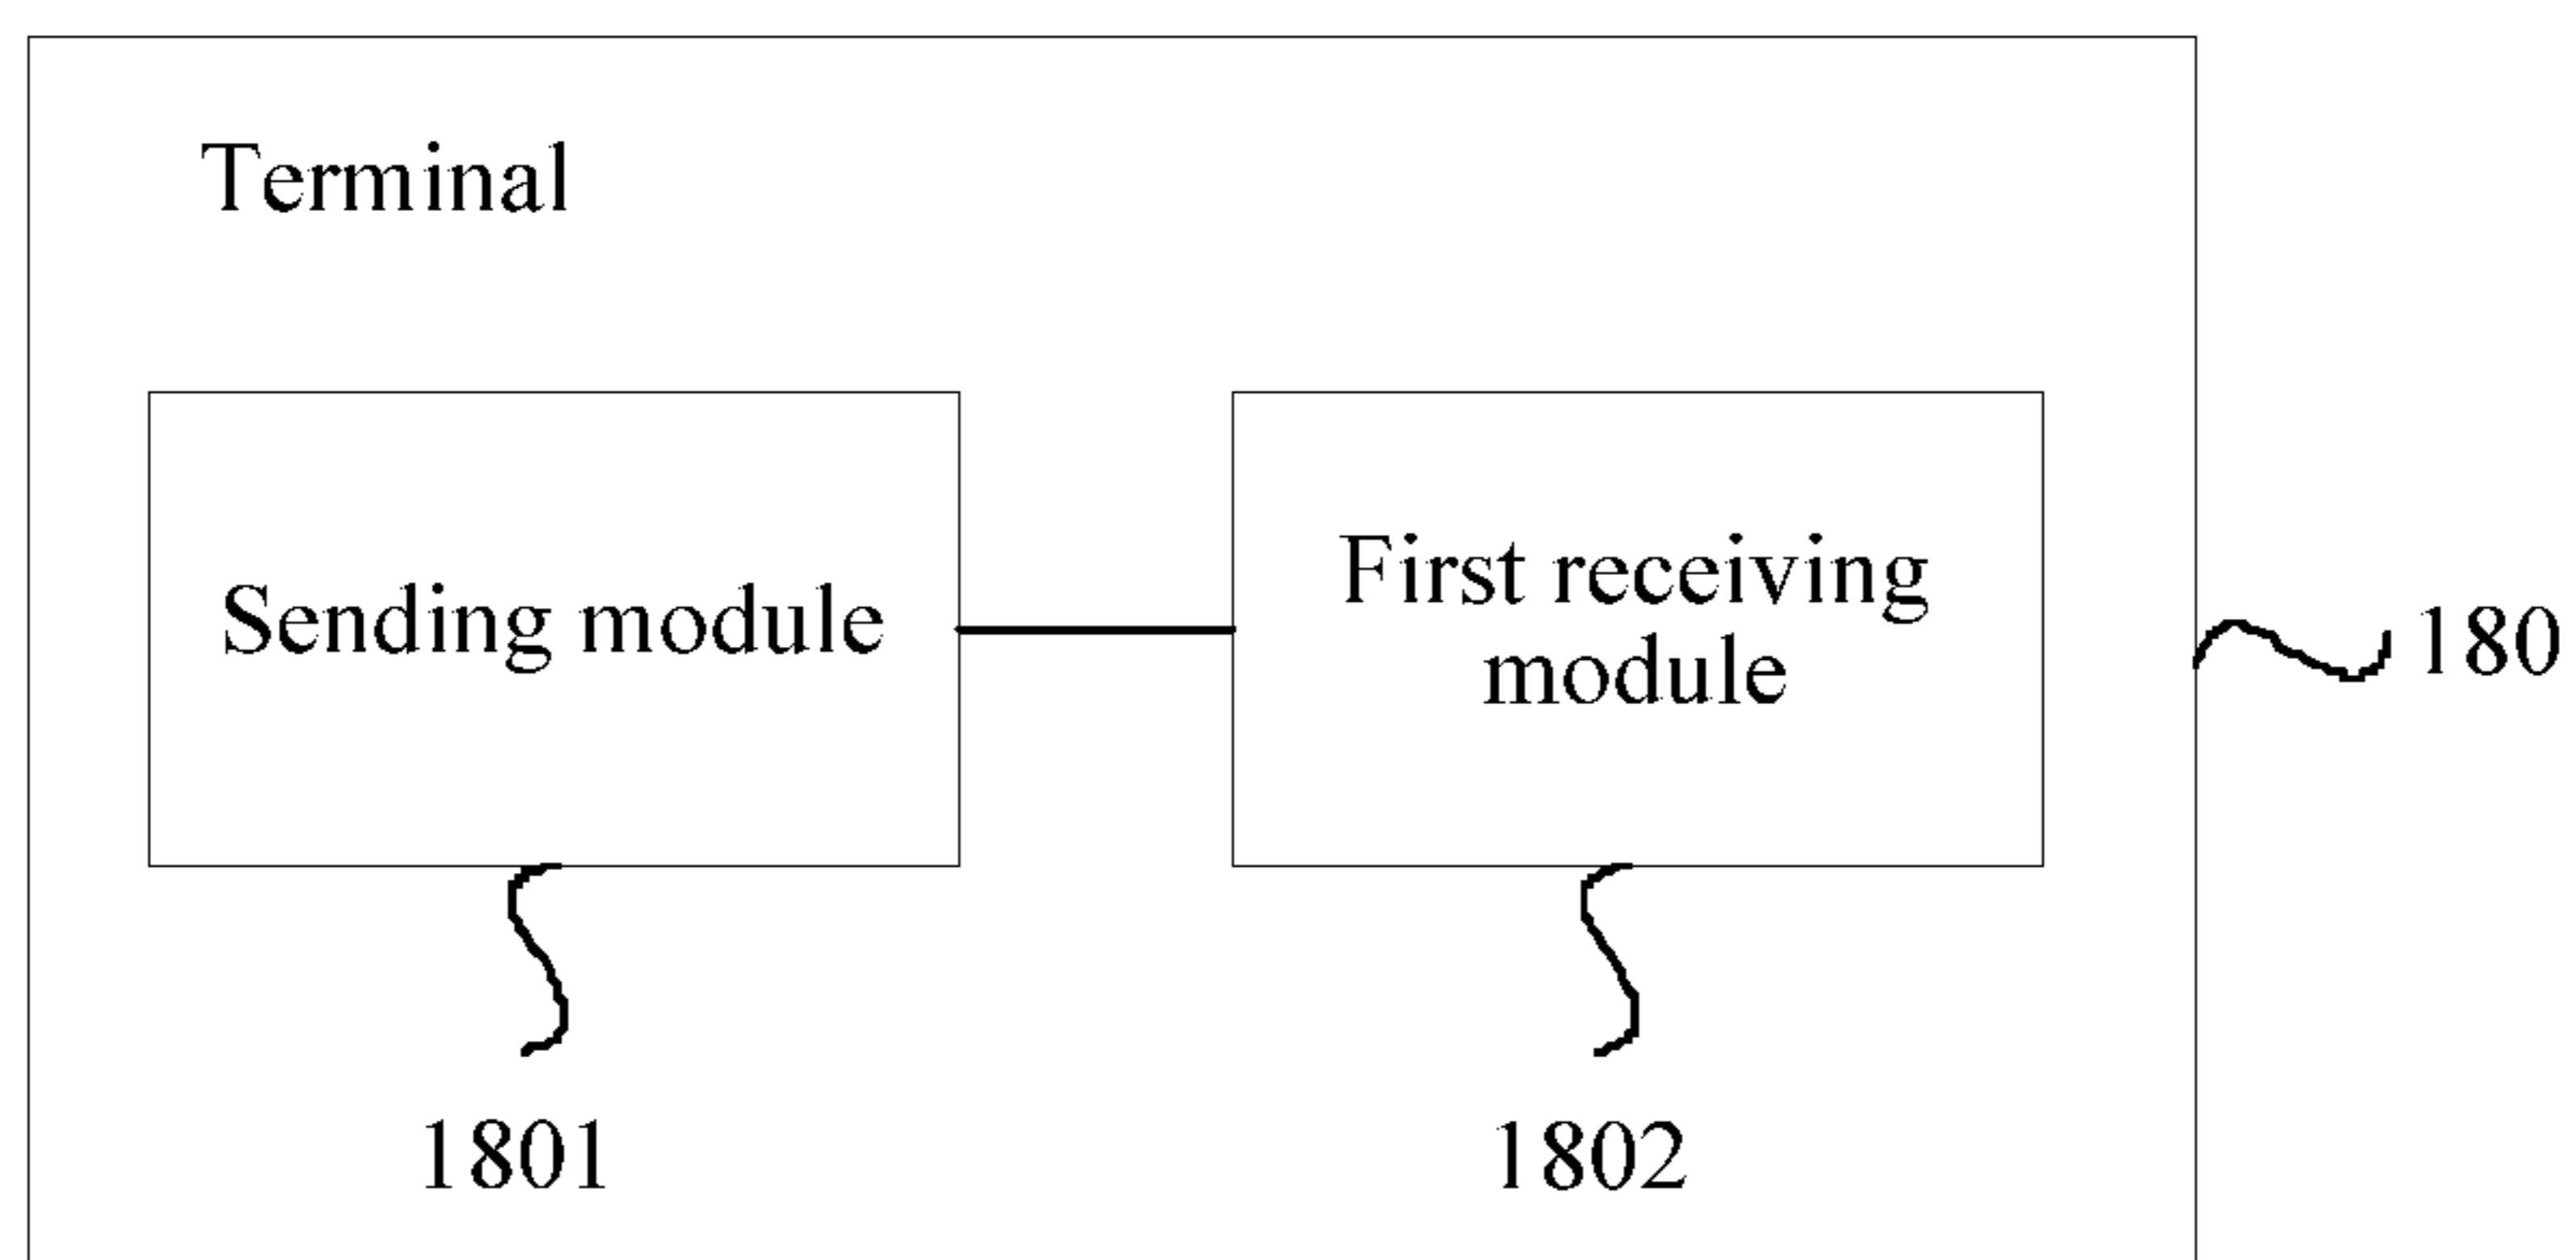 Terminal
Sending module
First receiving
module
180
1801
1802